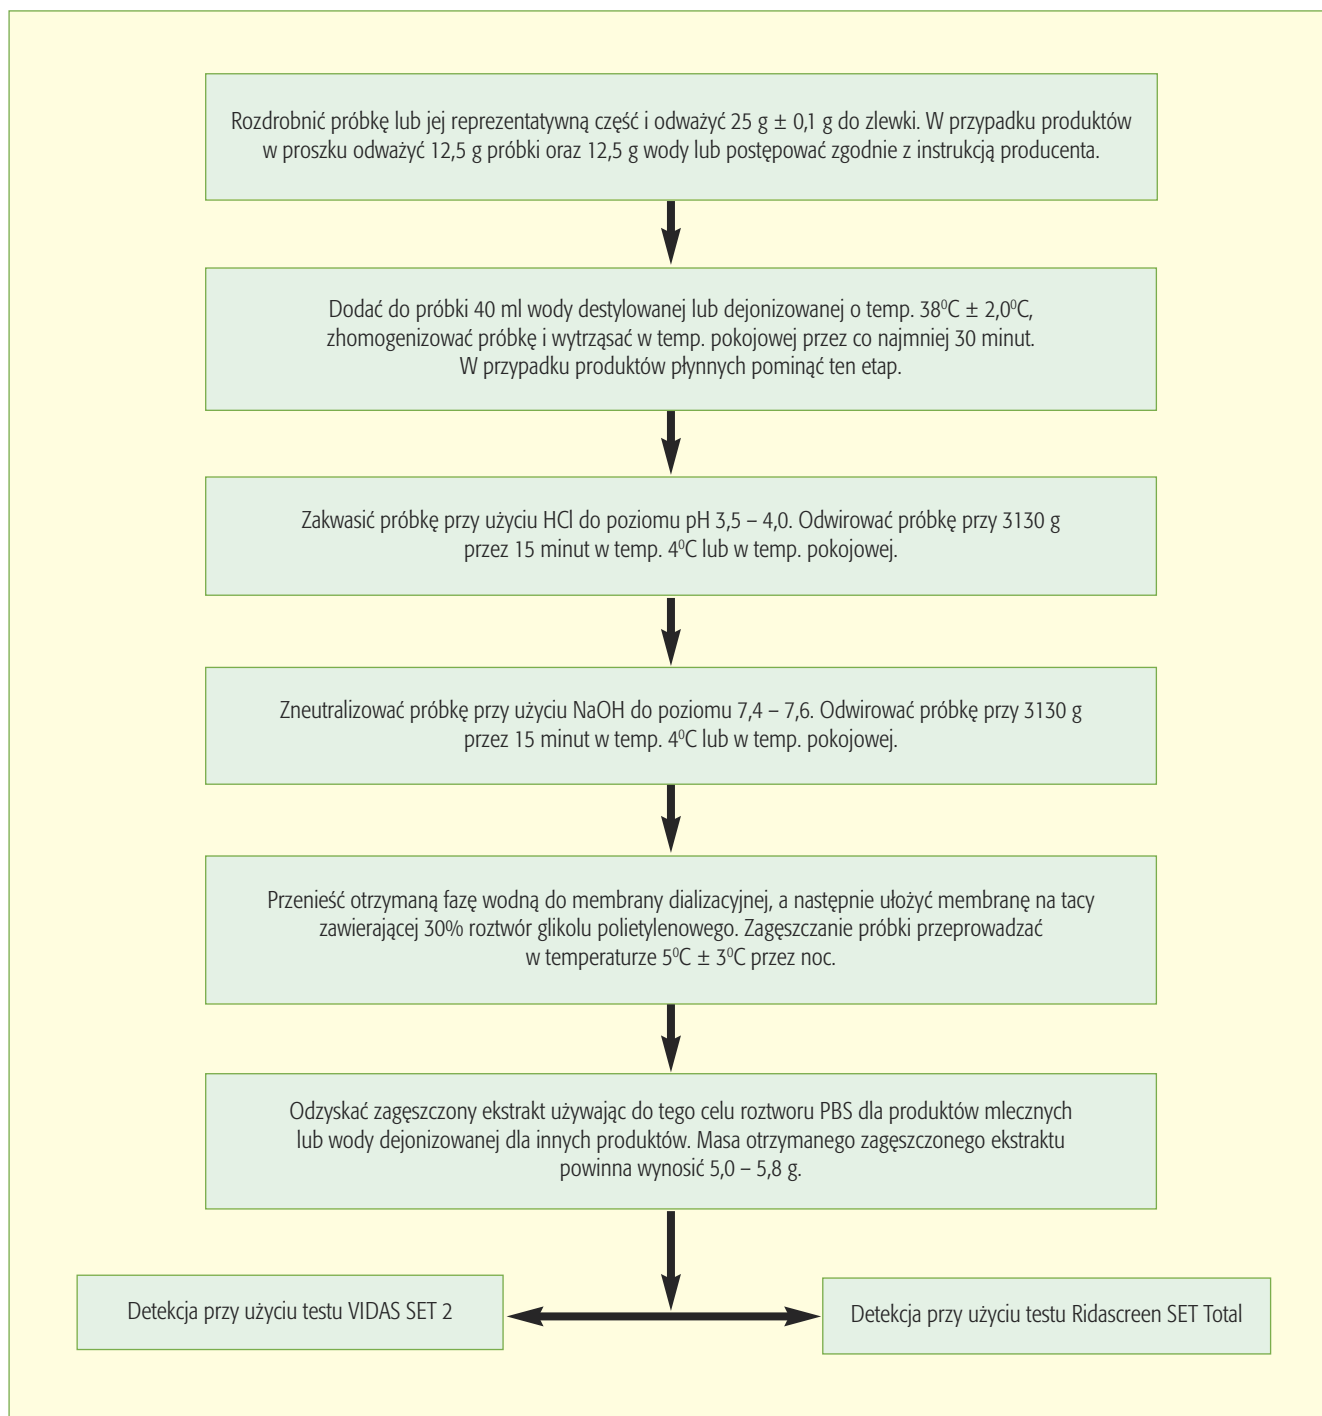 Rozdrobnić próbkę lub jej reprezentatywną część i odważyć 25 g ± 0,1 g do zlewki. W przypadku produktów
w proszku odważyć 12,5 g próbki oraz 12,5 g wody lub postępować zgodnie z instrukcją producenta.
Dodać do próbki 40 ml wody destylowanej lub dejonizowanej o temp. 38⁰C ± 2,0⁰C,
zhomogenizować próbkę i wytrząsać w temp. pokojowej przez co najmniej 30 minut.
W przypadku produktów płynnych pominąć ten etap.
Zakwasić próbkę przy użyciu HCl do poziomu pH 3,5 – 4,0. Odwirować próbkę przy 3130 g
przez 15 minut w temp. 4⁰C lub w temp. pokojowej.
Zneutralizować próbkę przy użyciu NaOH do poziomu 7,4 – 7,6. Odwirować próbkę przy 3130 g
przez 15 minut w temp. 4⁰C lub w temp. pokojowej.
Przenieść otrzymaną fazę wodną do membrany dializacyjnej, a następnie ułożyć membranę na tacy
zawierającej 30% roztwór glikolu polietylenowego. Zagęszczanie próbki przeprowadzać
w temperaturze 5⁰C ± 3⁰C przez noc.
Odzyskać zagęszczony ekstrakt używając do tego celu roztworu PBS dla produktów mlecznych
lub wody dejonizowanej dla innych produktów. Masa otrzymanego zagęszczonego ekstraktu
powinna wynosić 5,0 – 5,8 g.
Detekcja przy użyciu testu VIDAS SET 2
Detekcja przy użyciu testu Ridascreen SET Total